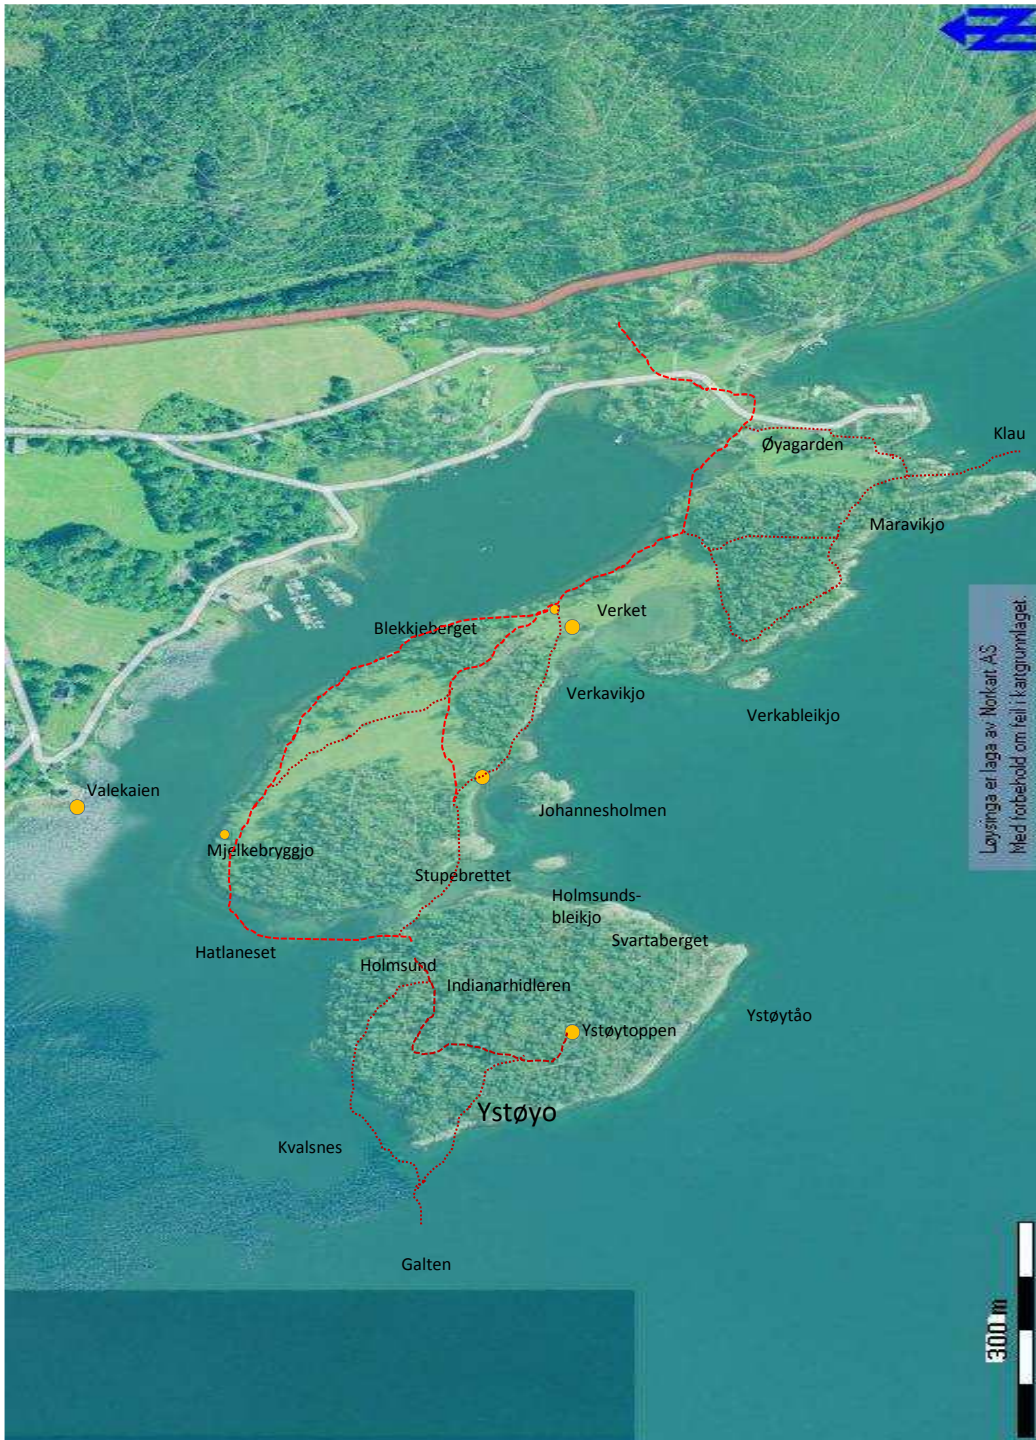 Øyagarden
Klau
Maravikjo
Blekkjeberget
Verket
Verkavikjo
Verkableikjo
Valekaien
Johannesholmen
Mjelkebryggjo
Stupebrettet
Holmsunds-
bleikjo
Svartaberget
Hatlaneset
Holmsund
Indianarhidleren
Ystøytåo
Ystøytoppen
Ystøyo
Kvalsnes
Galten
Løysinga er laga av Norkart AS
Med forbehold om feil i kartgrunnlaget.
300 m
N